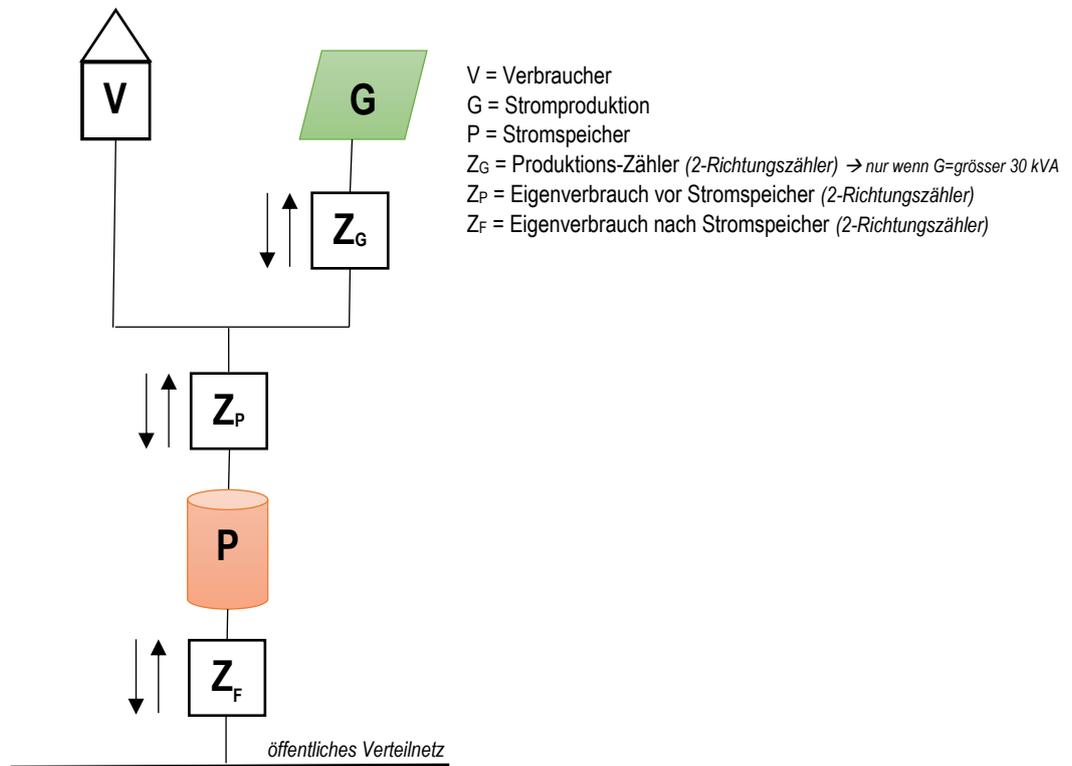 V
G
V = Verbraucher
G = Stromproduktion
P = Stromspeicher
ZG = Produktions-Zähler (2-Richtungszähler) → nur wenn G=grösser 30 kVA
ZP = Eigenverbrauch vor Stromspeicher (2-Richtungszähler)
ZF = Eigenverbrauch nach Stromspeicher (2-Richtungszähler)
ZG
ZP
P
ZF
öffentliches Verteilnetz